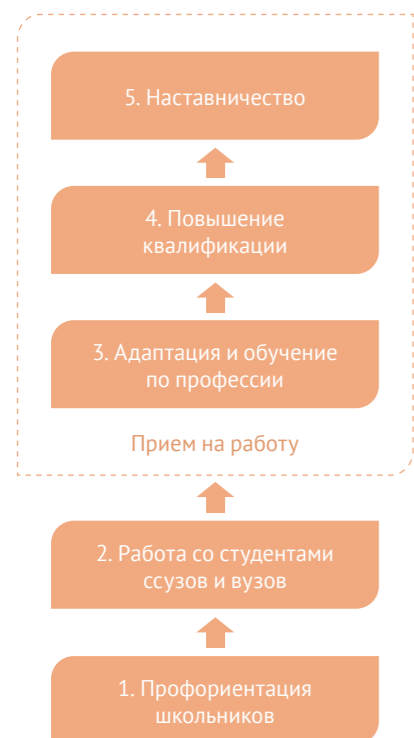 5. Наставничество
4. Повышение
квалификации
3. Адаптация и обучение
по профессии
Прием на работу
2. Работа со студентами
ссузов и вузов
1. Профориентация
школьников